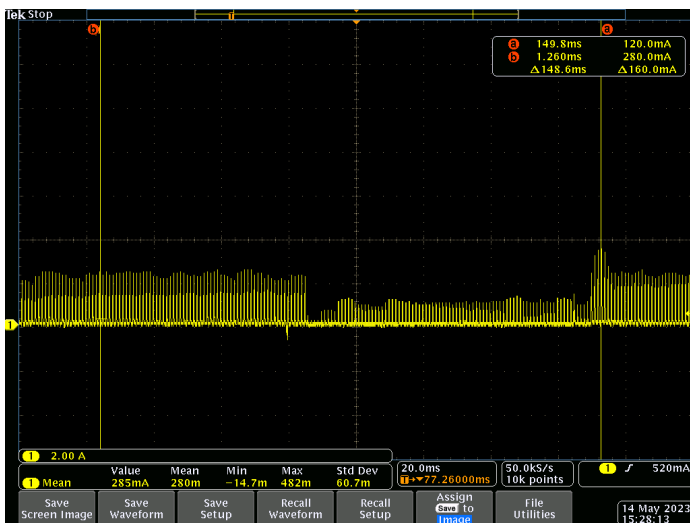 Tek Stop
T
b
a
a 149.8ms 120.0mA
b 1.260ms 280.0mA
Δ148.6ms Δ160.0mA
1
1 2.00 A
Value Mean Min Max Std Dev
1 Mean 285mA 280m −14.7m 482m 60.7m
20.0ms
T→▼77.26000ms
50.0kS/s
10k points
1 520mA
Save Screen Image
Save Waveform
Save Setup
Recall Waveform
Recall Setup
Assign Save to Image
File Utilities
14 May 2023
15:28:13